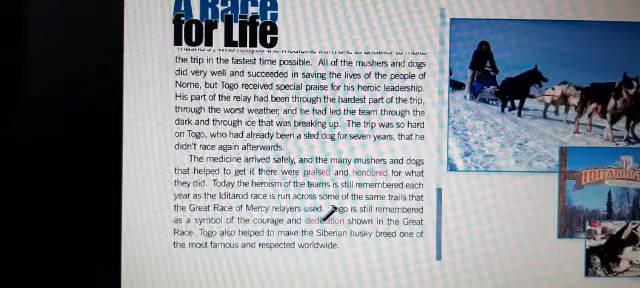 A Race
for Life
the trip in the fastest time possible. All of the mushers and dogs
did very well and succeeded in saving the lives of the people of
Nome, but Togo received special praise for his heroic leadership.
His part of the relay had been through the hardest part of the trip,
through the worst weather, and he had led the team through the
dark and through ice that was breaking up. The trip was so hard
on Togo, who had already been a sled dog for seven years, that he
didn't race again afterwards.
The medicine arrived safely, and the many mushers and dogs
that helped to get it there were praised and honoured for what
they did. Today the heroism of the teams is still remembered each
year as the Iditarod race is run across some of the same trails that
the Great Race of Mercy relayers used. Togo is still remembered
as a symbol of the courage and dedication shown in the Great
Race. Togo also helped to make the Siberian husky breed one of
the most famous and respected worldwide.
IDITAROD